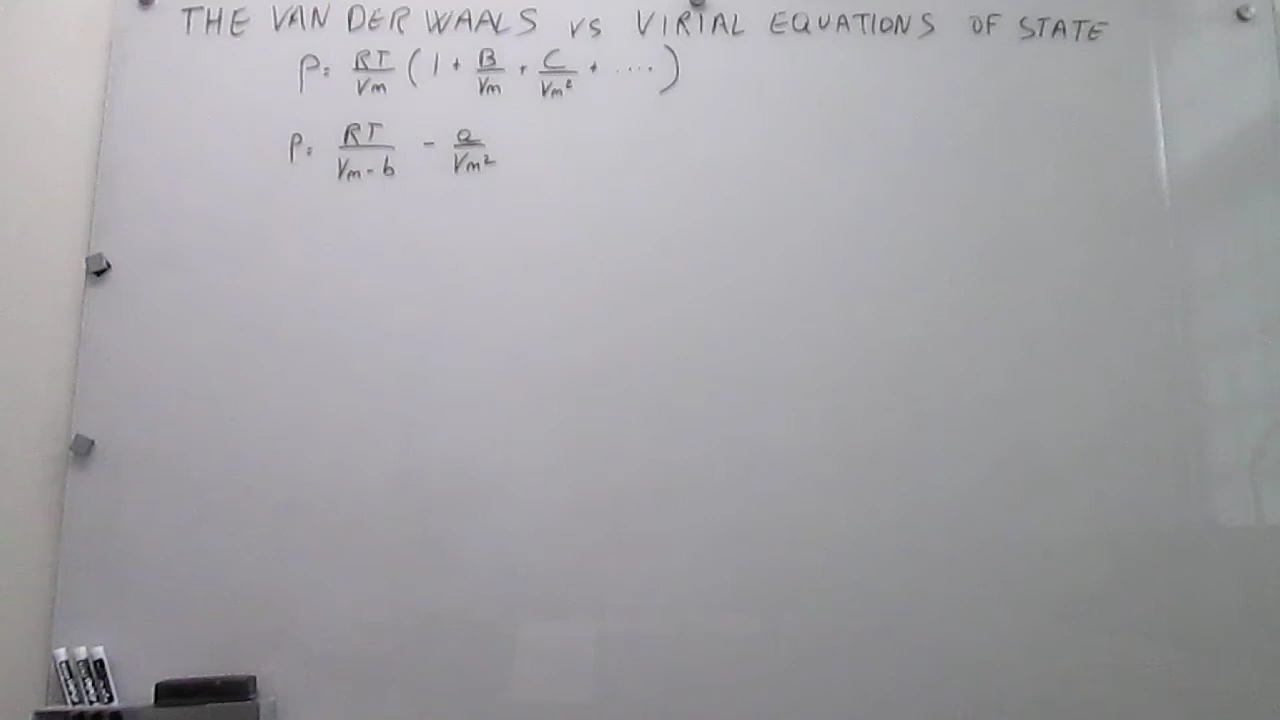 THE VAN DER WAALS vs VIRIAL EQUATIONS OF STATE
p = RT/Vm (1 + B/Vm + C/Vm² + ....)
p = RT/(Vm - b) - a/Vm²